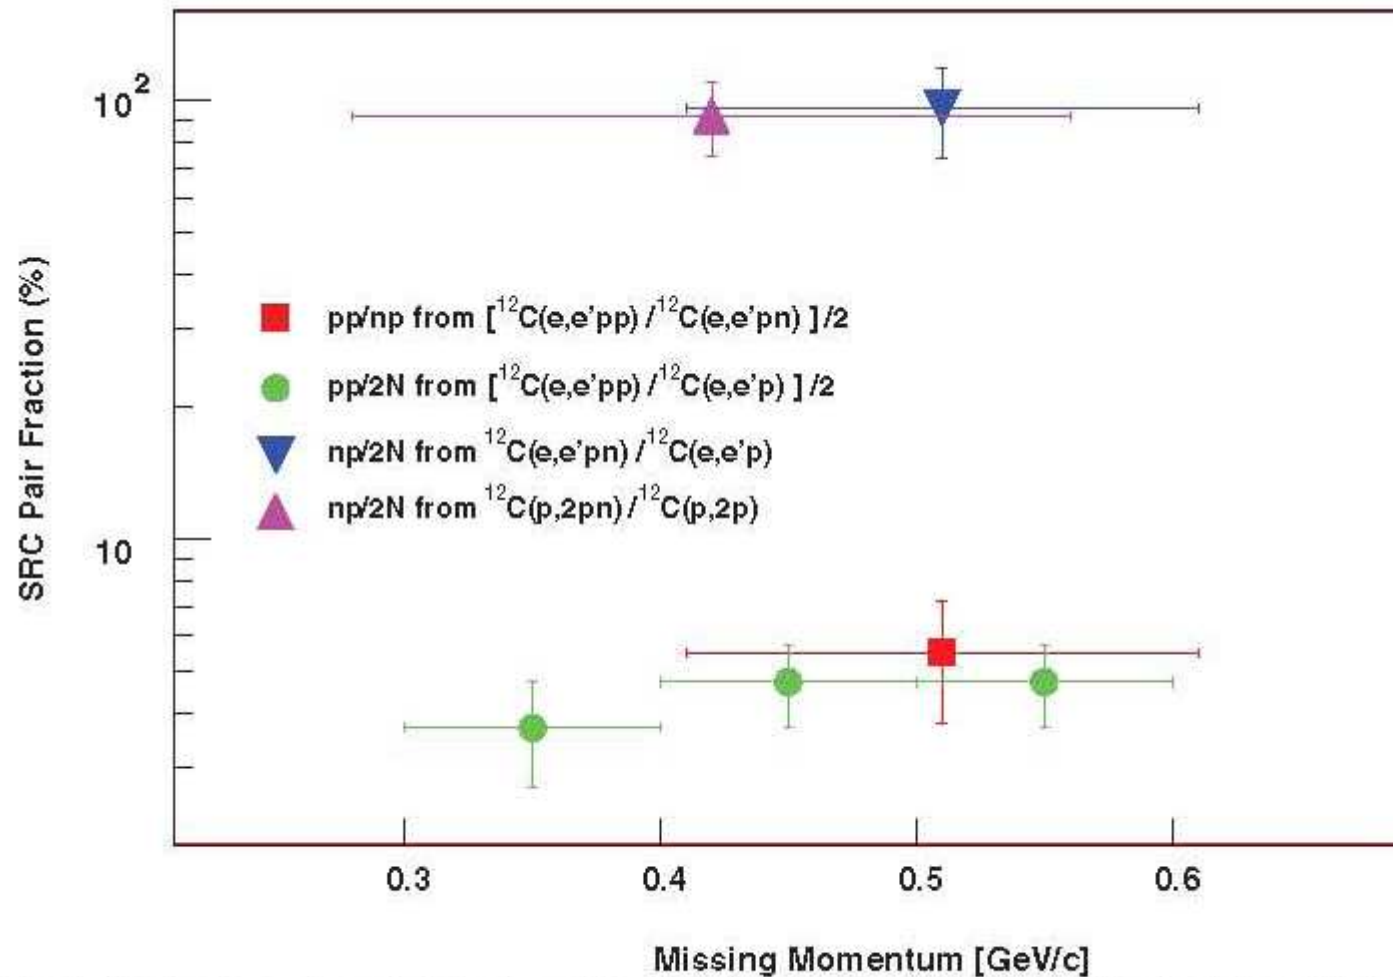 10²
SRC Pair Fraction (%)
pp/np from [¹²C(e,e'pp) /¹²C(e,e'pn) ]/2
pp/2N from [¹²C(e,e'pp) /¹²C(e,e'p) ]/2
np/2N from ¹²C(e,e'pn) /¹²C(e,e'p)
np/2N from ¹²C(p,2pn) /¹²C(p,2p)
10
0.3 0.4 0.5 0.6
Missing Momentum [GeV/c]